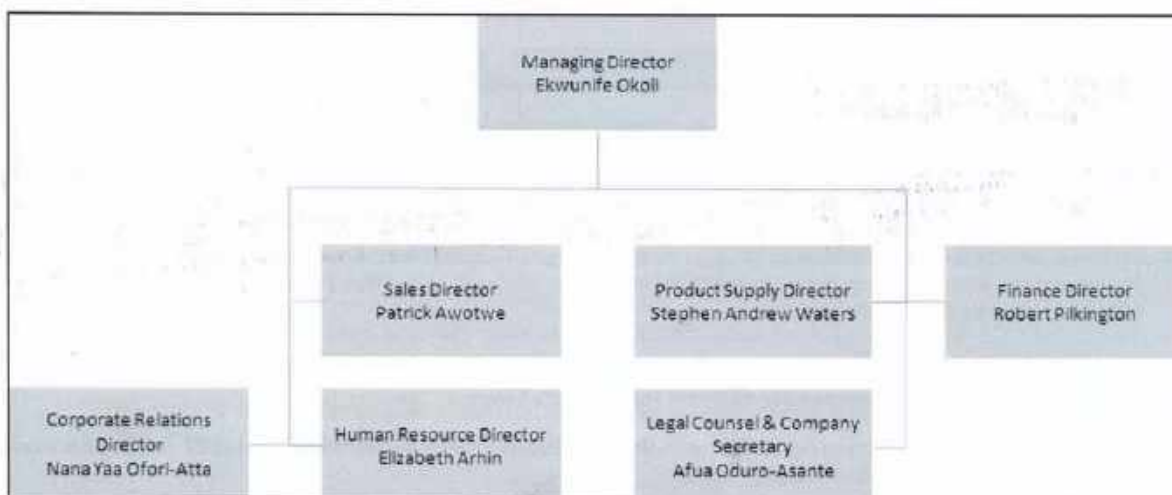 Managing Director
Ekwunife Okoli
Sales Director
Patrick Awotwe
Product Supply Director
Stephen Andrew Waters
Finance Director
Robert Pilkington
Corporate Relations
Director
Nana Yaa Ofori-Atta
Human Resource Director
Elizabeth Arhin
Legal Counsel & Company
Secretary
Afua Oduro-Asante